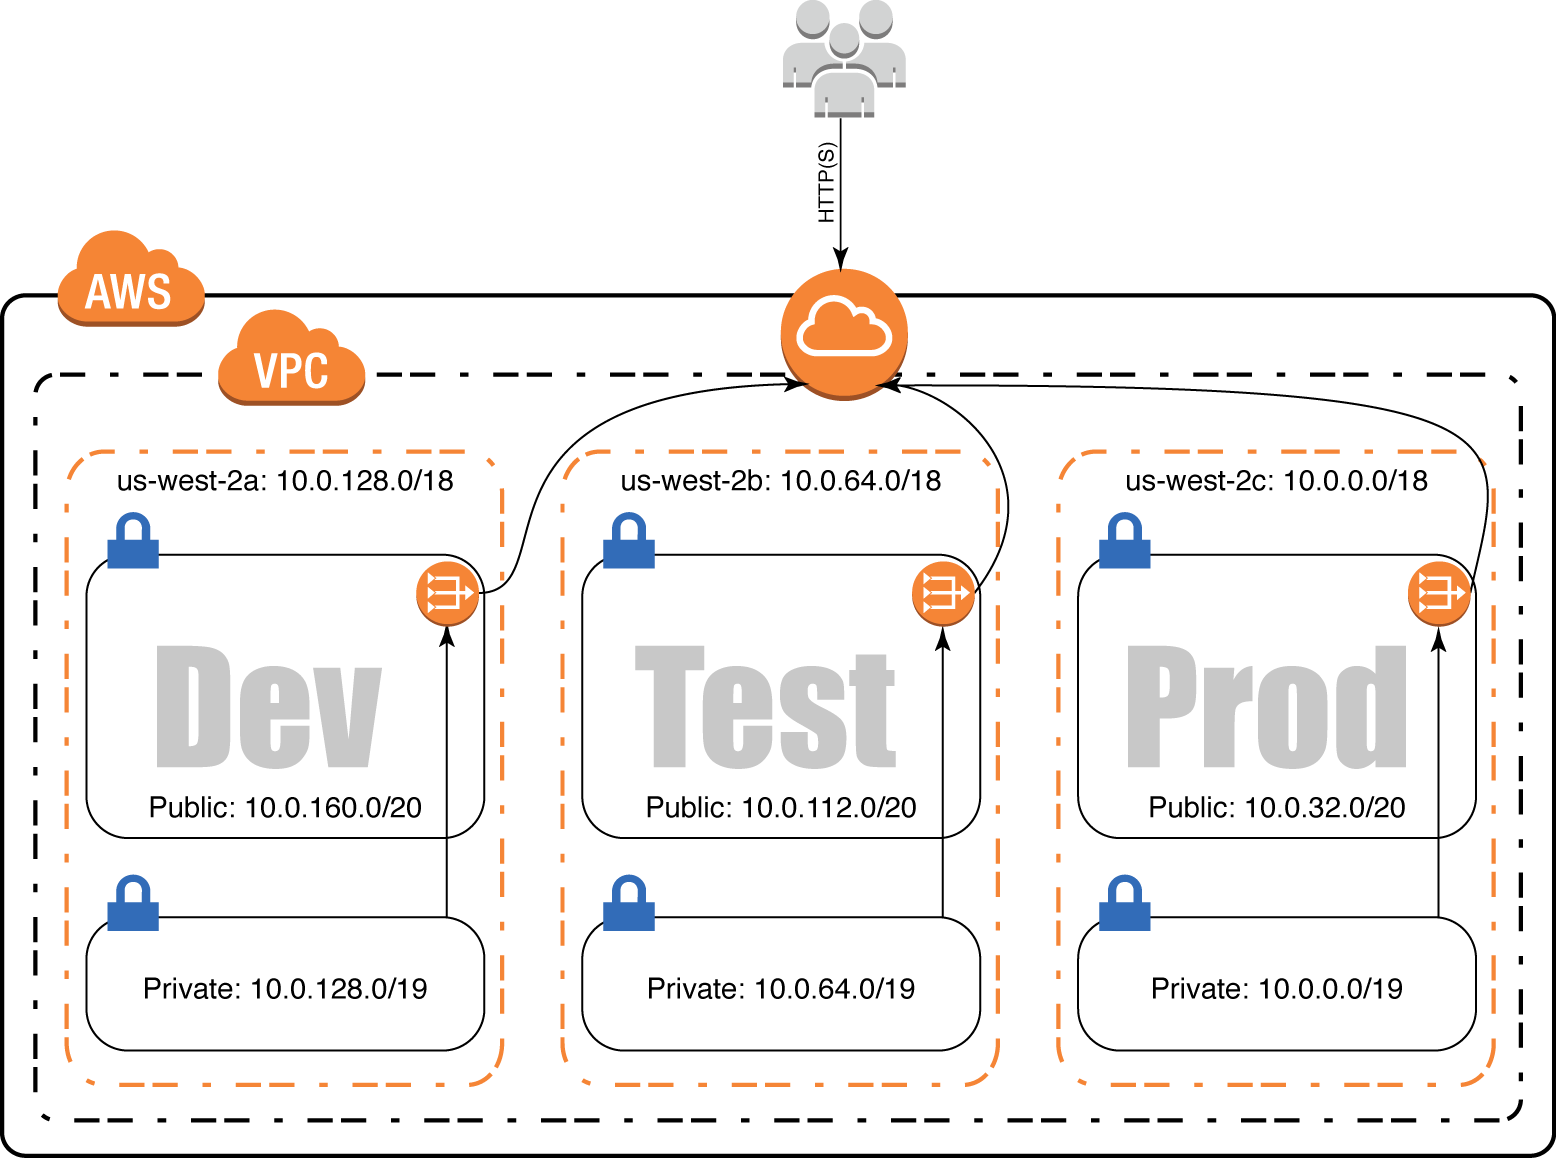 HTTP(S)
AWS
VPC
us-west-2a: 10.0.128.0/18
us-west-2b: 10.0.64.0/18
us-west-2c: 10.0.0.0/18
Dev
Test
Prod
Public: 10.0.160.0/20
Public: 10.0.112.0/20
Public: 10.0.32.0/20
Private: 10.0.128.0/19
Private: 10.0.64.0/19
Private: 10.0.0.0/19